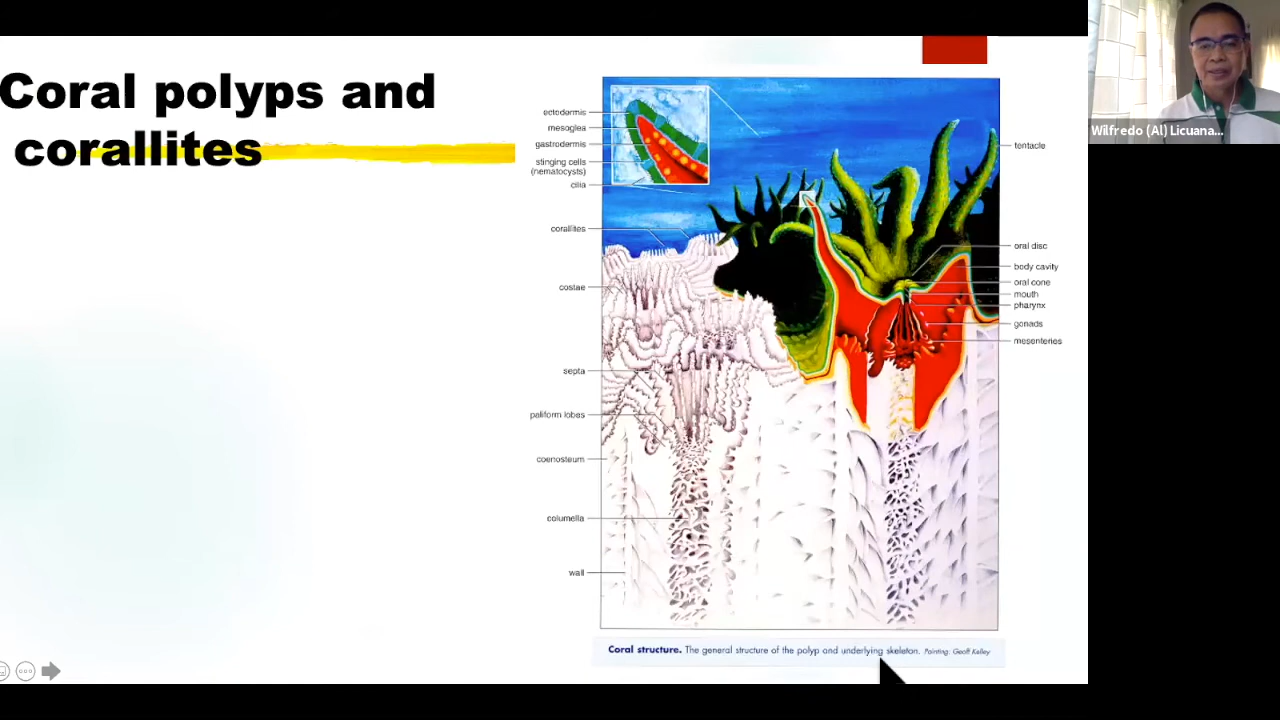 Coral polyps and
corallites
ectodermis
mesoglea
gastrodermis
stinging cells
(nematocysts)
cilia
corallites
costae
septa
paliform lobes
coenosteum
columella
wall
tentacle
oral disc
body cavity
oral cone
mouth
pharynx
gonads
mesenteries
Coral structure. The general structure of the polyp and underlying skeleton. Painting: Geoff Kelley
Wilfredo (Al) Licuana...